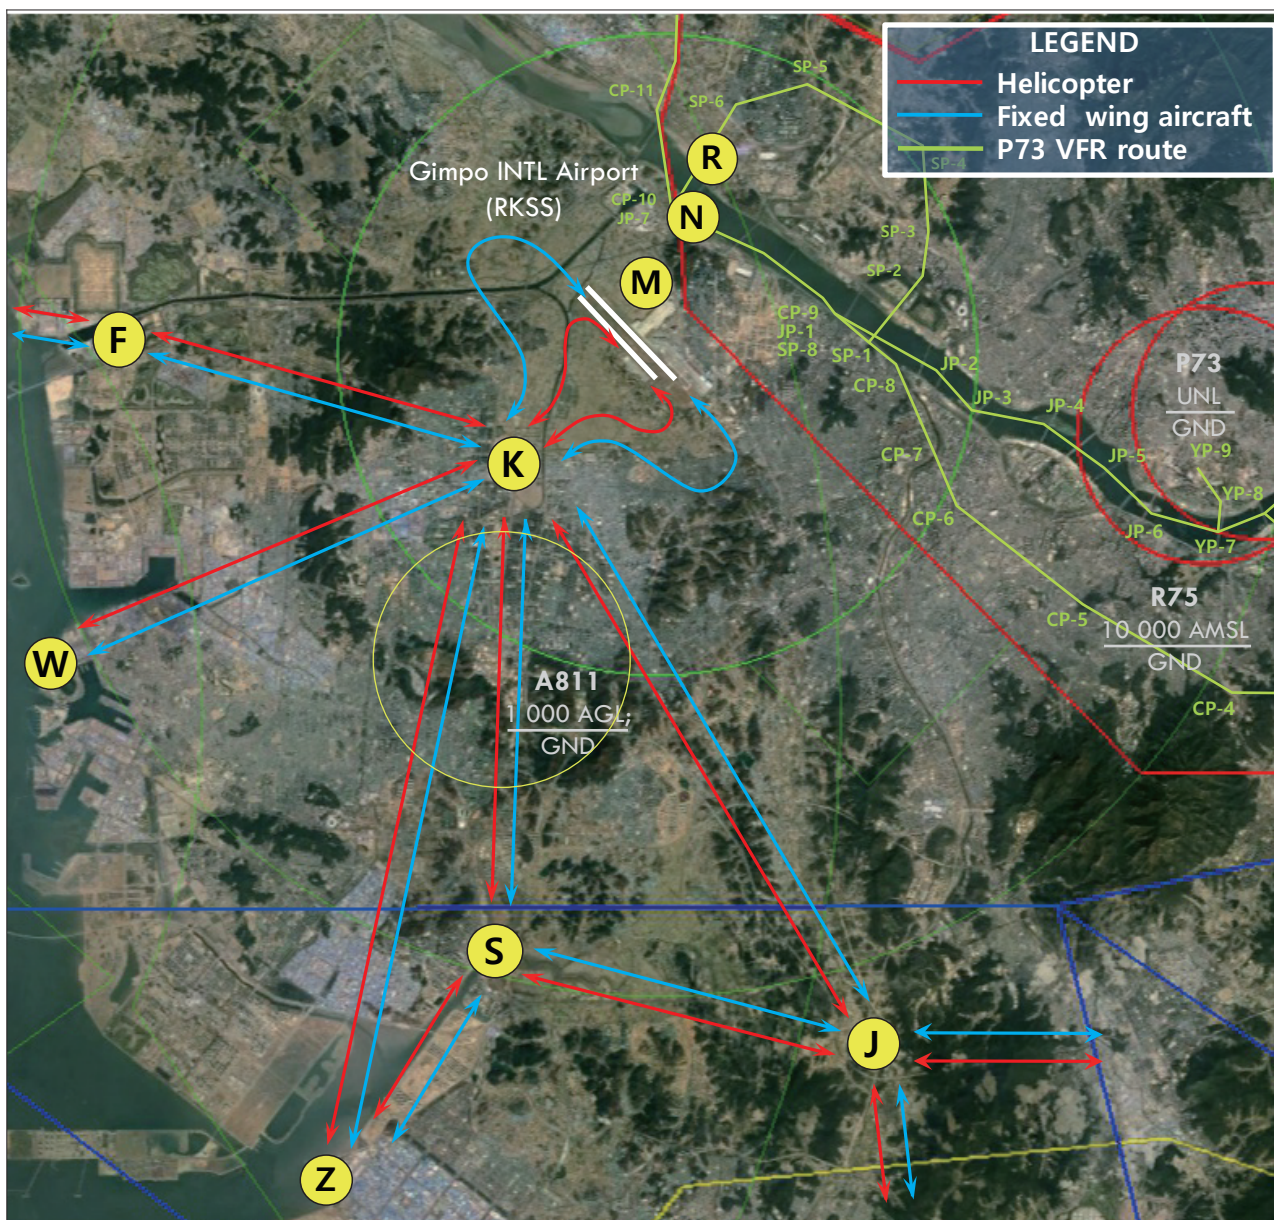 LEGEND
Helicopter
Fixed wing aircraft
P73 VFR route
SP-5
CP-11
SP-6
SP-4
R
Gimpo INTL Airport
(RKSS)
CP-10
JP-7
N
SP-3
SP-2
M
CP-9
JP-1
SP-8
SP-1
CP-8
JP-2
F
P73
UNL
GND
JP-3
JP-4
K
CP-7
JP-5
YP-9
YP-8
CP-6
JP-6
YP-7
R75
10 000 AMSL
GND
CP-5
W
A811
1 000 AGL;
GND
CP-4
S
J
Z